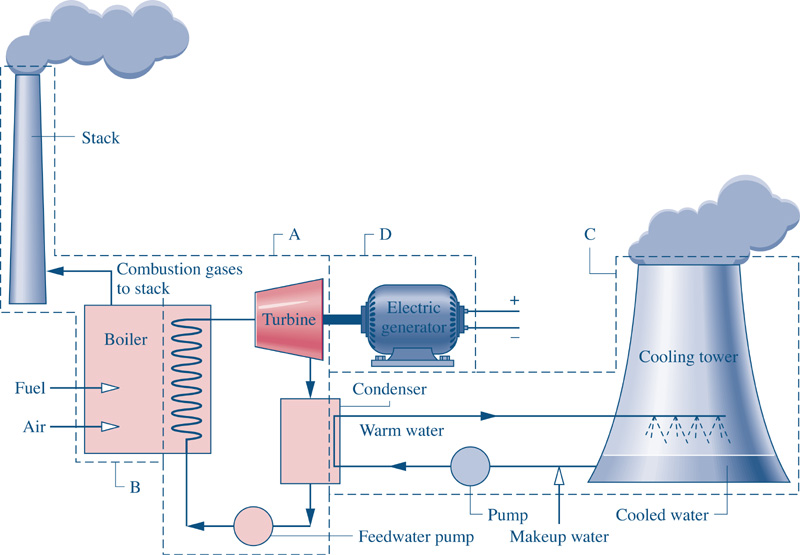 Stack
A
D
C
Combustion gases
to stack
Turbine
Electric
generator
+
−
Boiler
Cooling tower
Fuel
Condenser
Air
Warm water
B
Pump
Cooled water
Feedwater pump
Makeup water